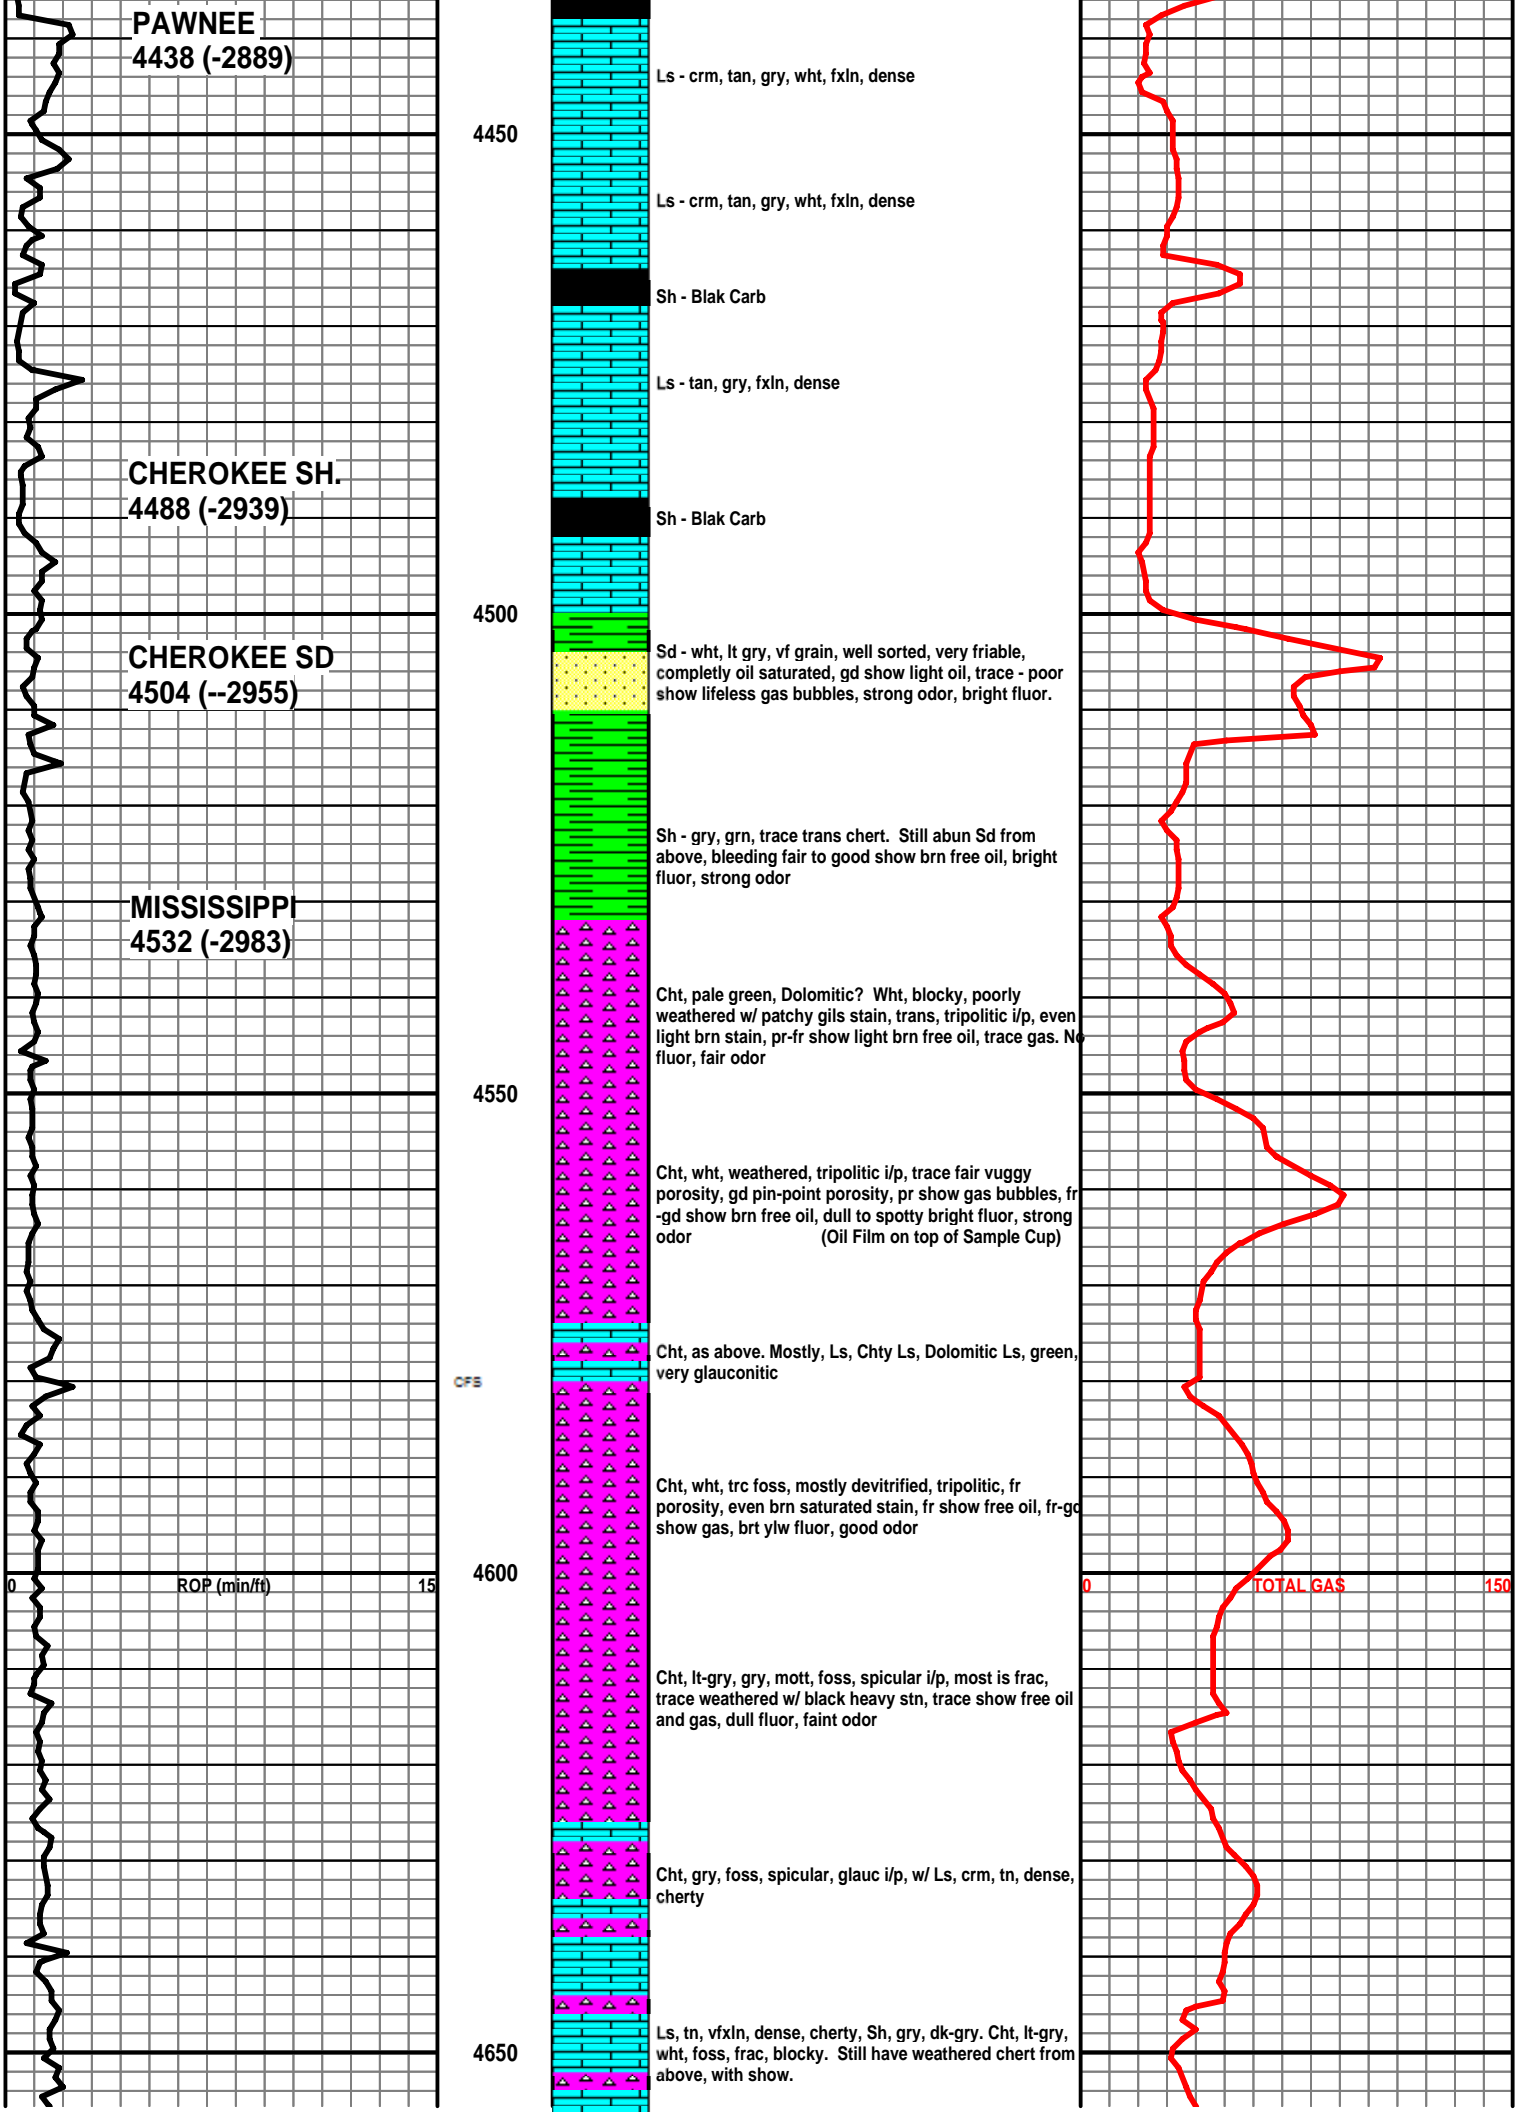 PAWNEE
4438 (-2889)
Ls - crm, tan, gry, wht, fxln, dense
4450
Ls - crm, tan, gry, wht, fxln, dense
Sh - Blak Carb
Ls - tan, gry, fxln, dense
CHEROKEE SH.
4488 (-2939)
Sh - Blak Carb
4500
CHEROKEE SD
4504 (--2955)
Sd - wht, lt gry, vf grain, well sorted, very friable,
completly oil saturated, gd show light oil, trace - poor
show lifeless gas bubbles, strong odor, bright fluor.
Sh - gry, grn, trace trans chert.  Still abun Sd from
above, bleeding fair to good show brn free oil, bright
fluor, strong odor
MISSISSIPPI
4532 (-2983)
Cht, pale green, Dolomitic?  Wht, blocky, poorly
weathered w/ patchy gils stain, trans, tripolitic i/p, even
light brn stain, pr-fr show light brn free oil, trace gas. No
fluor, fair odor
4550
Cht, wht, weathered, tripolitic i/p, trace fair vuggy
porosity, gd pin-point porosity, pr show gas bubbles, fr
-gd show brn free oil, dull to spotty bright fluor, strong
odor (Oil Film on top of Sample Cup)
Cht, as above. Mostly, Ls, Chty Ls, Dolomitic Ls, green,
very glauconitic
CFS
Cht, wht, trc foss, mostly devitrified, tripolitic, fr
porosity, even brn saturated stain, fr show free oil, fr-gd
show gas, brt ylw fluor, good odor
4600
0 ROP (min/ft) 15
0 TOTAL GAS 150
Cht, lt-gry, gry, mott, foss, spicular i/p, most is frac,
trace weathered w/ black heavy stn, trace show free oil
and gas, dull fluor, faint odor
Cht, gry, foss, spicular, glauc i/p, w/ Ls, crm, tn, dense,
cherty
Ls, tn, vfxln, dense, cherty, Sh, gry, dk-gry. Cht, lt-gry,
wht, foss, frac, blocky.  Still have weathered chert from
above, with show.
4650